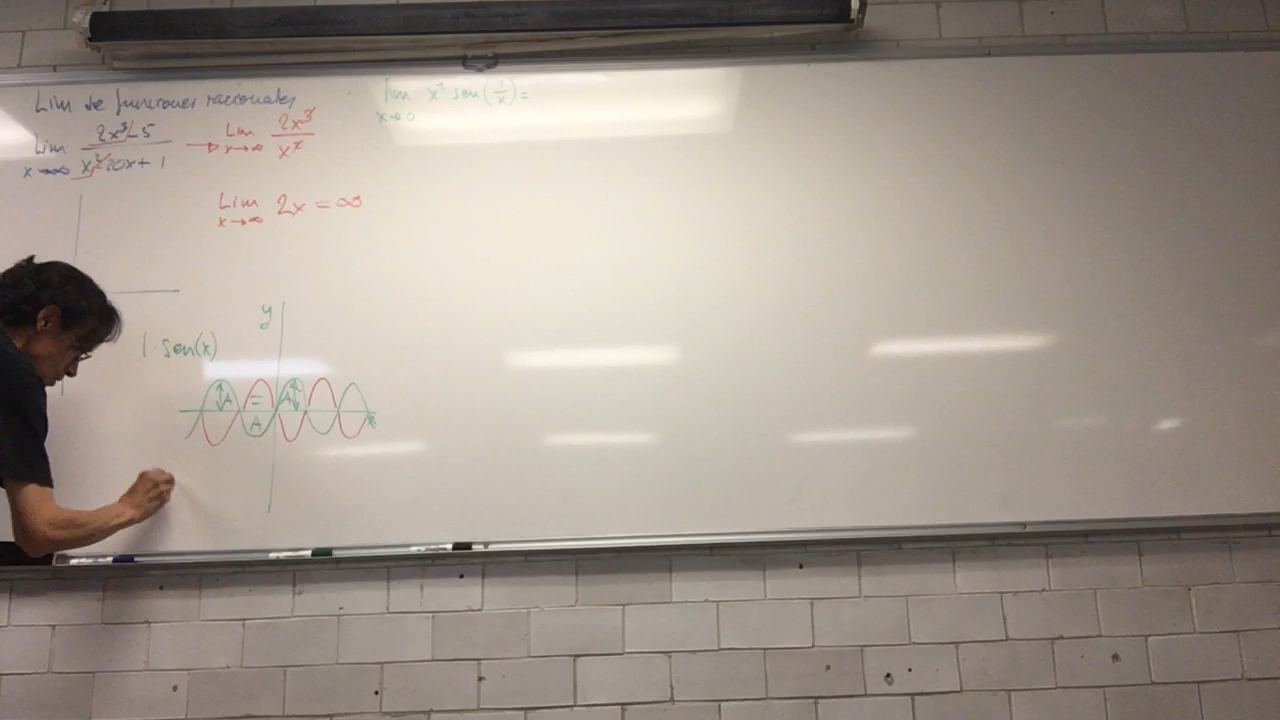 Lim de funciones racionales
Lim x→∞ 2x³-5 / x²-20x+1 → Lim x→∞ 2x³ / x²
Lim x→∞ 2x = ∞
lim x→0 x² sen(1/x) =
y
1·sen(x)
A = A
A
x